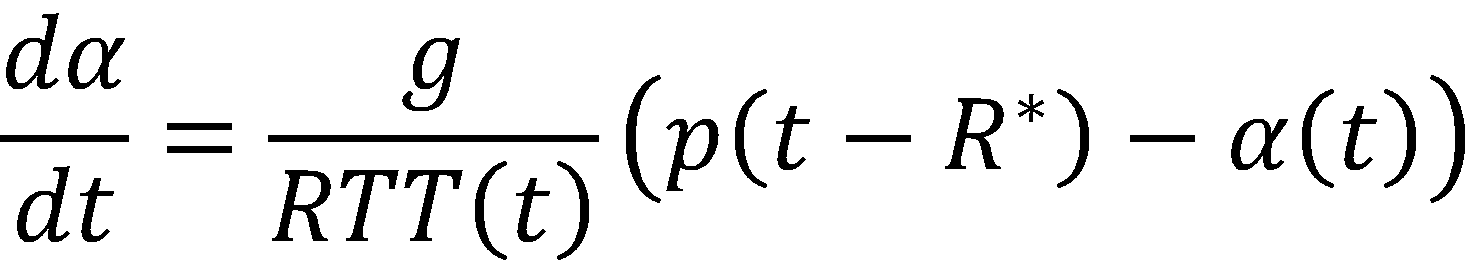 dα/dt = g/RTT(t) (p(t − R*) − α(t))